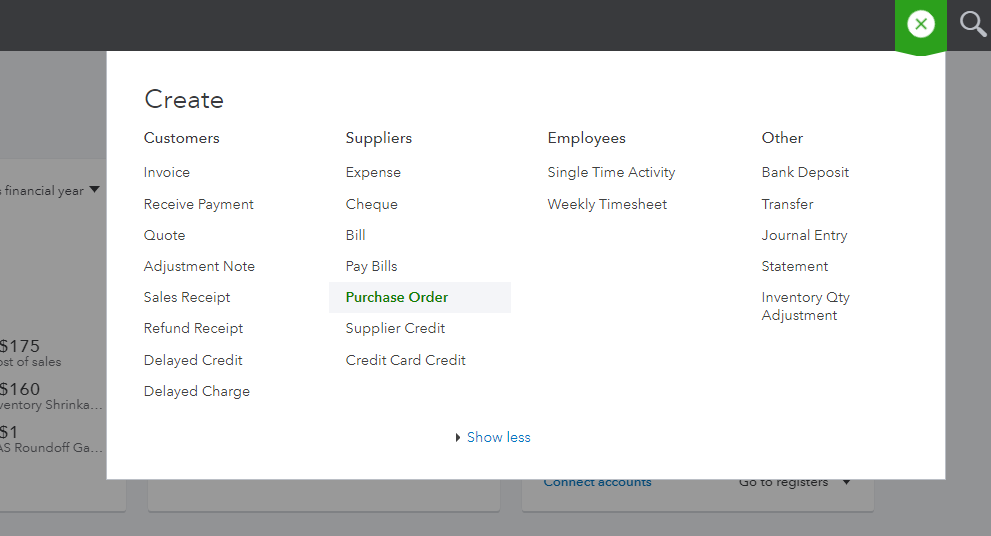 Create
Customers
Invoice
Receive Payment
Quote
Adjustment Note
Sales Receipt
Refund Receipt
Delayed Credit
Delayed Charge
Suppliers
Expense
Cheque
Bill
Pay Bills
Purchase Order
Supplier Credit
Credit Card Credit
Employees
Single Time Activity
Weekly Timesheet
Other
Bank Deposit
Transfer
Journal Entry
Statement
Inventory Qty
Adjustment
Show less
s financial year
$175
ost of sales
$160
ventory Shrinka...
$1
AS Roundoff Ga...
Connect accounts
Go to registers